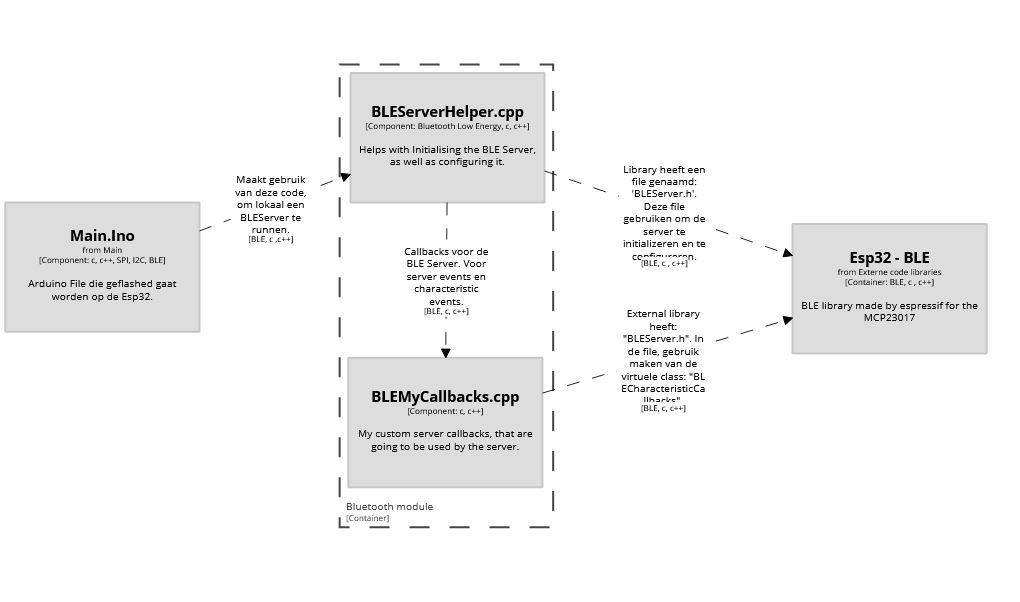 Main.Ino
from Main
[Component: c, c++, SPI, I2C, BLE]
Arduino File die geflashed gaat
worden op de Esp32.
Maakt gebruik
van deze code,
om lokaal een
BLEServer te
runnen.
[BLE, c ,c++]
BLEServerHelper.cpp
[Component: Bluetooth Low Energy, c, c++]
Helps with Initialising the BLE Server,
as well as configuring it.
Callbacks voor de
BLE Server. Voor
server events en
characteristic
events.
[BLE, c, c++]
BLEMyCallbacks.cpp
[Component: c, c++]
My custom server callbacks, that are
going to be used by the server.
Bluetooth module
[Container]
Library heeft een
file genaamd:
'BLEServer.h'.
Deze file
gebruiken om de
server te
initializeren en te
configureren.
[BLE, c , c++]
External library
heeft:
"BLEServer.h". In
de file, gebruik
maken van de
virtuele class: "BL
ECharacteristicCa
llbacks"
[BLE, c, c++]
Esp32 - BLE
from Externe code libraries
[Container: BLE, c , c++]
BLE library made by espressif for the
MCP23017